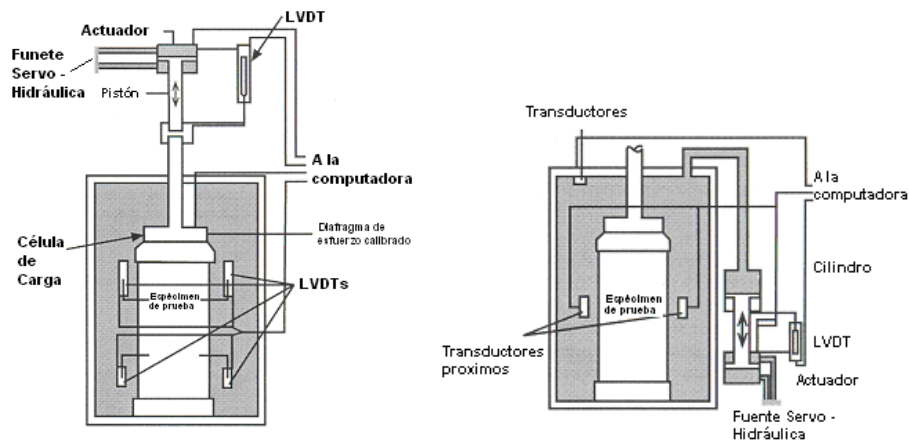 LVDT
Actuador
Funete
Servo -
Hidráulica
Pistón
A la
computadora
Célula
de
Carga
Diafragma de
esfuerzo calibrado
LVDTs
Espécimen
de prueba
Transductores
A la
computadora
Cilindro
Espécimen
de prueba
LVDT
Transductores
proximos
Actuador
Fuente Servo -
Hidráulica